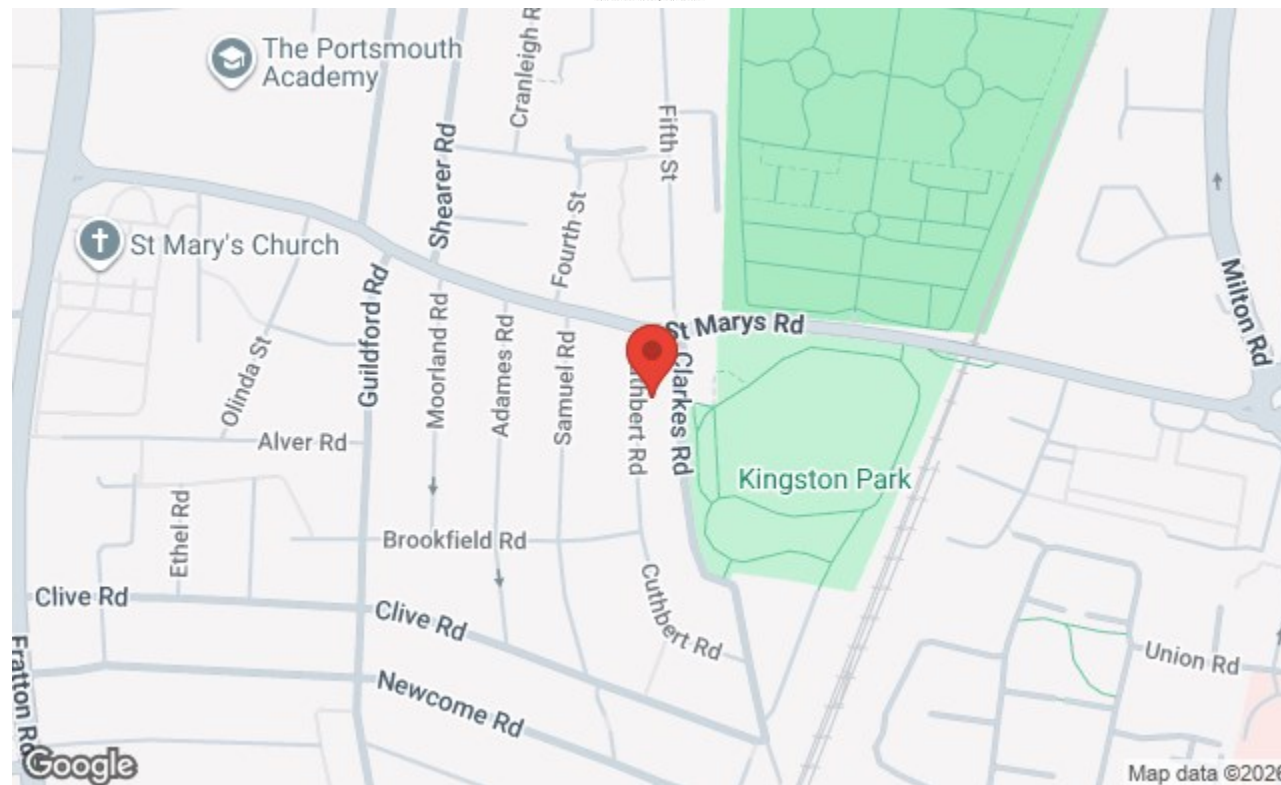 The Portsmouth
Academy
Cranleigh R
Shearer Rd
Fifth St
Fourth St
St Mary's Church
Guildford Rd
Milton Rd
St Marys Rd
Olinda St
Moorland Rd
Adames Rd
Samuel Rd
uthbert Rd
Clarkes Rd
Alver Rd
Kingston Park
Ethel Rd
Brookfield Rd
Clive Rd
Clive Rd
Cuthbert Rd
Union Rd
Fratton Rd
Newcome Rd
Google
Map data ©2026